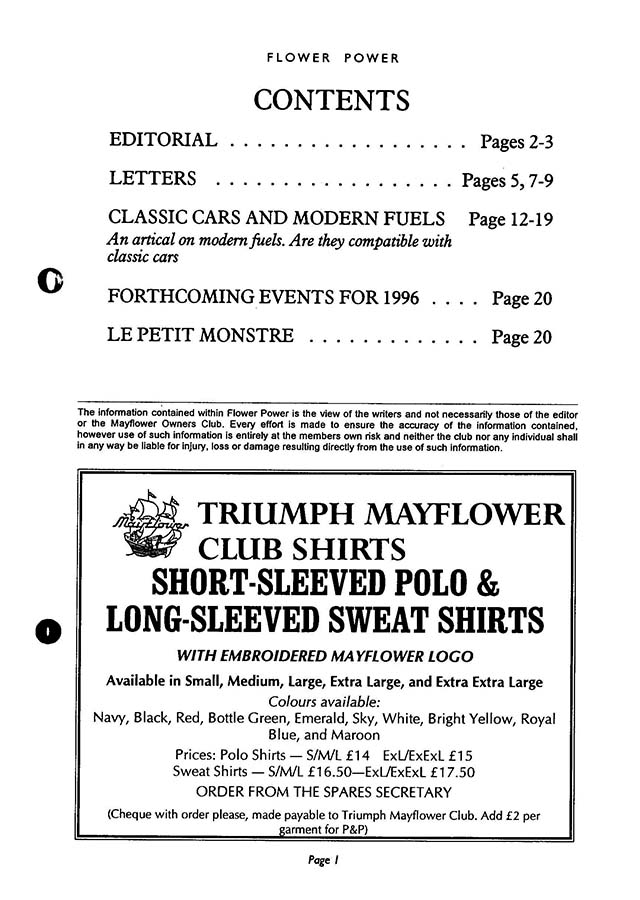 FLOWER POWER
CONTENTS
EDITORIAL . . . . . . . . . . . . . . . . . . Pages 2-3
LETTERS . . . . . . . . . . . . . . . . . . Pages 5, 7-9
CLASSIC CARS AND MODERN FUELS Page 12-19
An artical on modern fuels. Are they compatible with
classic cars
FORTHCOMING EVENTS FOR 1996 . . . . Page 20
LE PETIT MONSTRE . . . . . . . . . . . . . Page 20
The information contained within Flower Power is the view of the writers and not necessarily those of the editor
or the Mayflower Owners Club. Every effort is made to ensure the accuracy of the information contained,
however use of such information is entirely at the members own risk and neither the club nor any individual shall
in any way be liable for injury, loss or damage resulting directly from the use of such information.
Mayflower
TRIUMPH MAYFLOWER
CLUB SHIRTS
SHORT-SLEEVED POLO &
LONG-SLEEVED SWEAT SHIRTS
WITH EMBROIDERED MAYFLOWER LOGO
Available in Small, Medium, Large, Extra Large, and Extra Extra Large
Colours available:
Navy, Black, Red, Bottle Green, Emerald, Sky, White, Bright Yellow, Royal
Blue, and Maroon
Prices: Polo Shirts — S/M/L £14 ExL/ExExL £15
Sweat Shirts — S/M/L £16.50—ExL/ExExL £17.50
ORDER FROM THE SPARES SECRETARY
(Cheque with order please, made payable to Triumph Mayflower Club. Add £2 per
garment for P&P)
Page 1